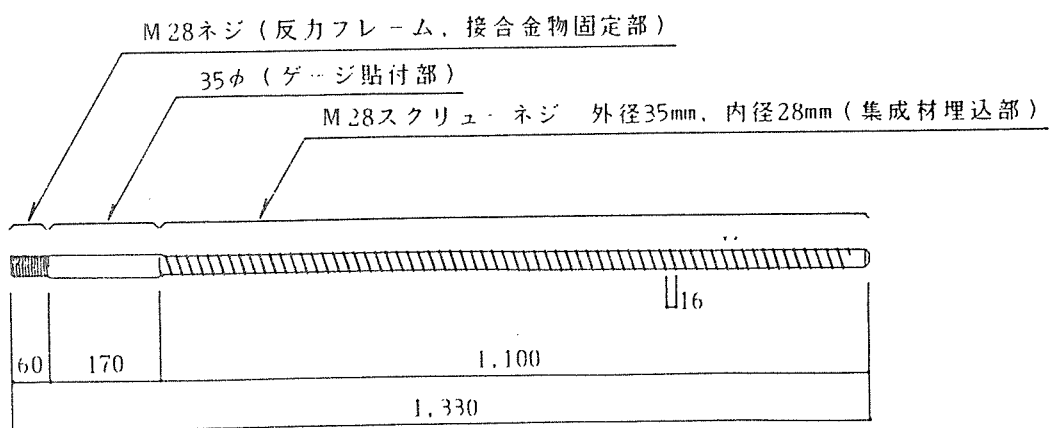 M28ネジ(反力フレーム,接合金物固定部)
35φ(ゲージ貼付部)
M28スクリューネジ 外径35mm,内径28mm(集成材埋込部)
16
60 170 1,100
1,330